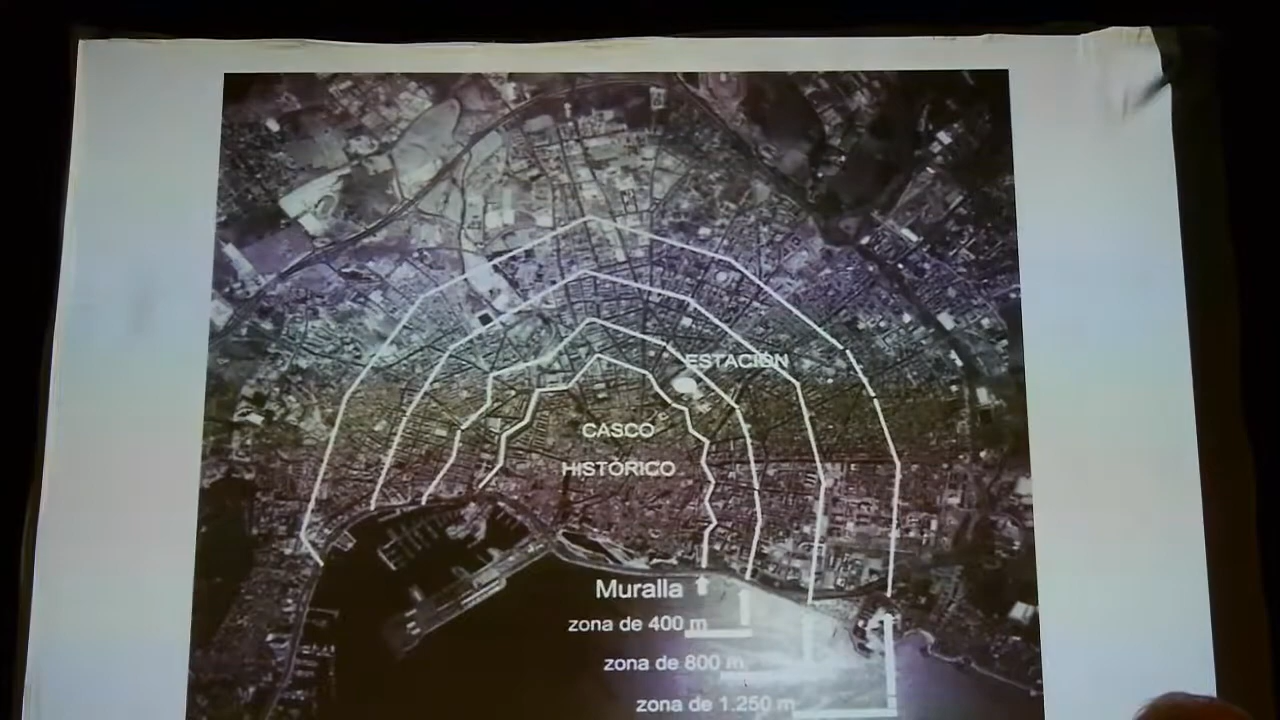 ESTACIÓN
CASCO
HISTÓRICO
Muralla
zona de 400 m
zona de 800 m
zona de 1.250 m